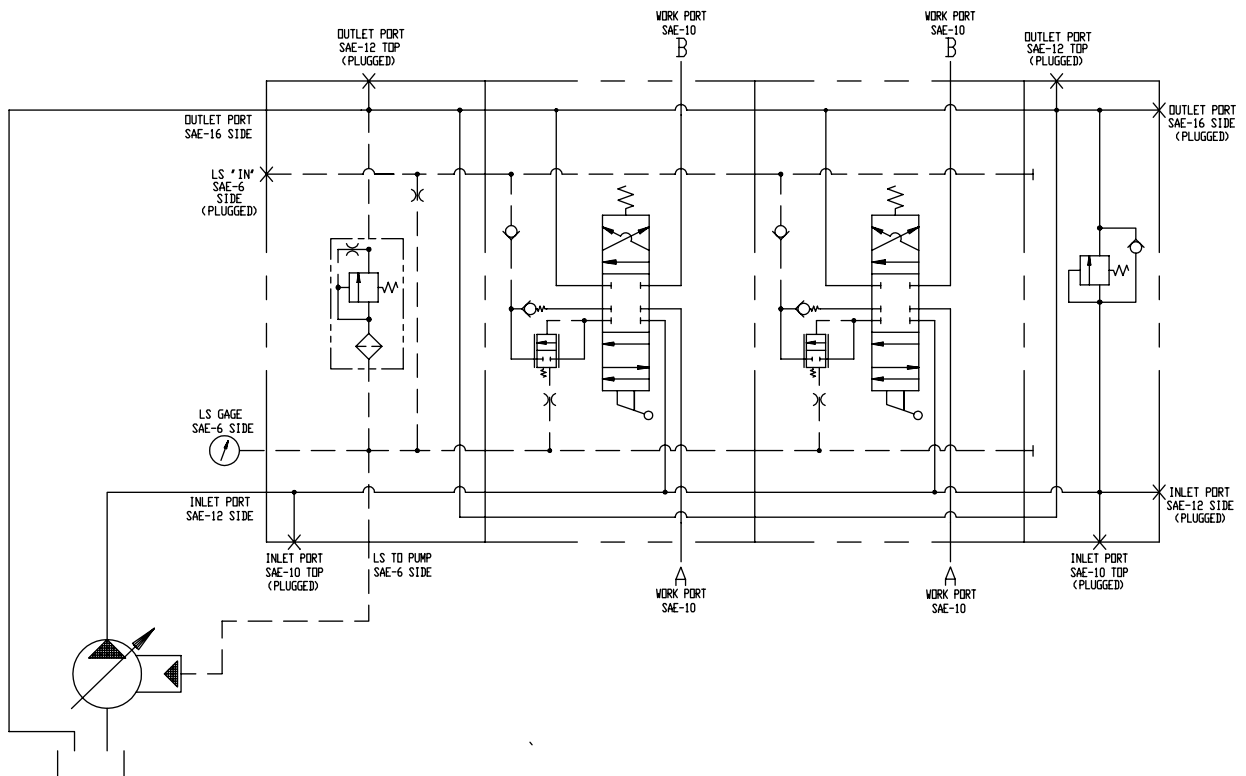 WORK PORT
SAE-10
B
WORK PORT
SAE-10
B
OUTLET PORT
SAE-12 TOP
(PLUGGED)
OUTLET PORT
SAE-12 TOP
(PLUGGED)
OUTLET PORT
SAE-16 SIDE
OUTLET PORT
SAE-16 SIDE
(PLUGGED)
LS "IN"
SAE-6
SIDE
(PLUGGED)
LS GAGE
SAE-6 SIDE
INLET PORT
SAE-12 SIDE
INLET PORT
SAE-12 SIDE
(PLUGGED)
INLET PORT
SAE-10 TOP
(PLUGGED)
LS TO PUMP
SAE-6 SIDE
A
WORK PORT
SAE-10
A
WORK PORT
SAE-10
INLET PORT
SAE-10 TOP
(PLUGGED)